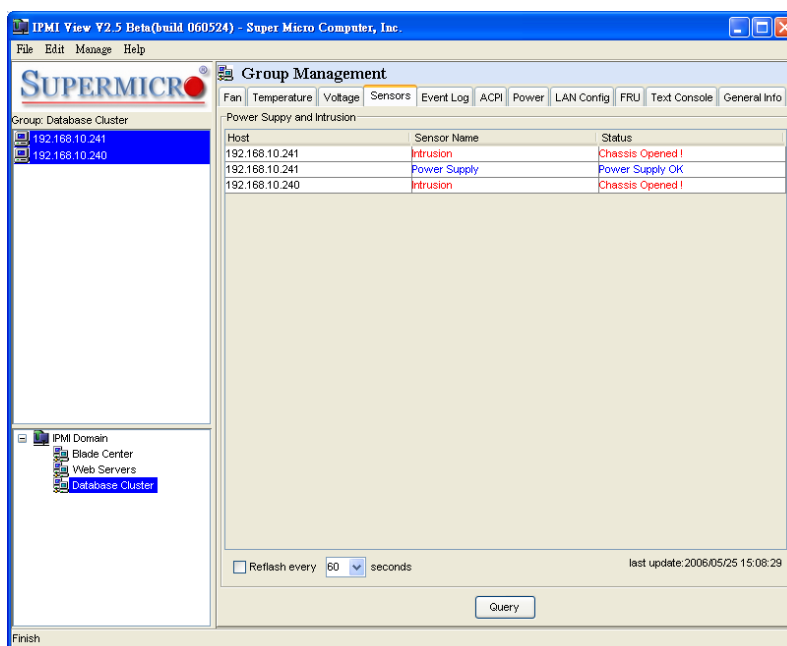 IPMI View V2.5 Beta(build 060524) - Super Micro Computer, Inc.
File Edit Manage Help
SUPERMICRO®
Group: Database Cluster
192.168.10.241
192.168.10.240
IPMI Domain
Blade Center
Web Servers
Database Cluster
Group Management
Fan Temperature Voltage Sensors Event Log ACPI Power LAN Config FRU Text Console General Info
Power Suppy and Intrusion
Host Sensor Name Status
192.168.10.241 Intrusion Chassis Opened !
192.168.10.241 Power Supply Power Supply OK
192.168.10.240 Intrusion Chassis Opened !
Reflash every 60 seconds last update:2006/05/25 15:08:29
Query
Finish